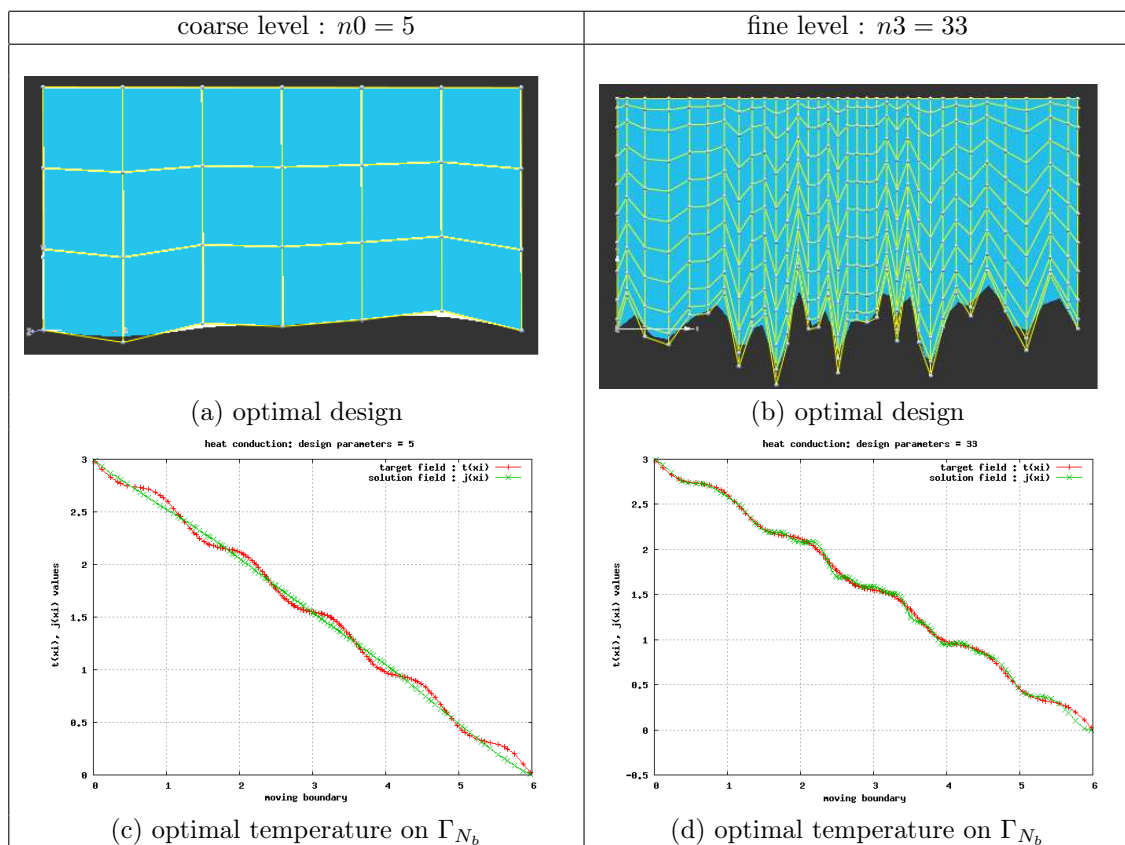 coarse level : n0 = 5
fine level : n3 = 33
(a) optimal design
(b) optimal design
heat conduction: design parameters = 5
target field : t(xi)
solution field : j(xi)
t(xi), j(xi) values
3
2.5
2
1.5
1
0.5
0
0 1 2 3 4 5 6
moving boundary
heat conduction: design parameters = 33
target field : t(xi)
solution field : j(xi)
t(xi), j(xi) values
3
2.5
2
1.5
1
0.5
0
-0.5
0 1 2 3 4 5 6
moving boundary
(c) optimal temperature on Γ_{N_b}
(d) optimal temperature on Γ_{N_b}